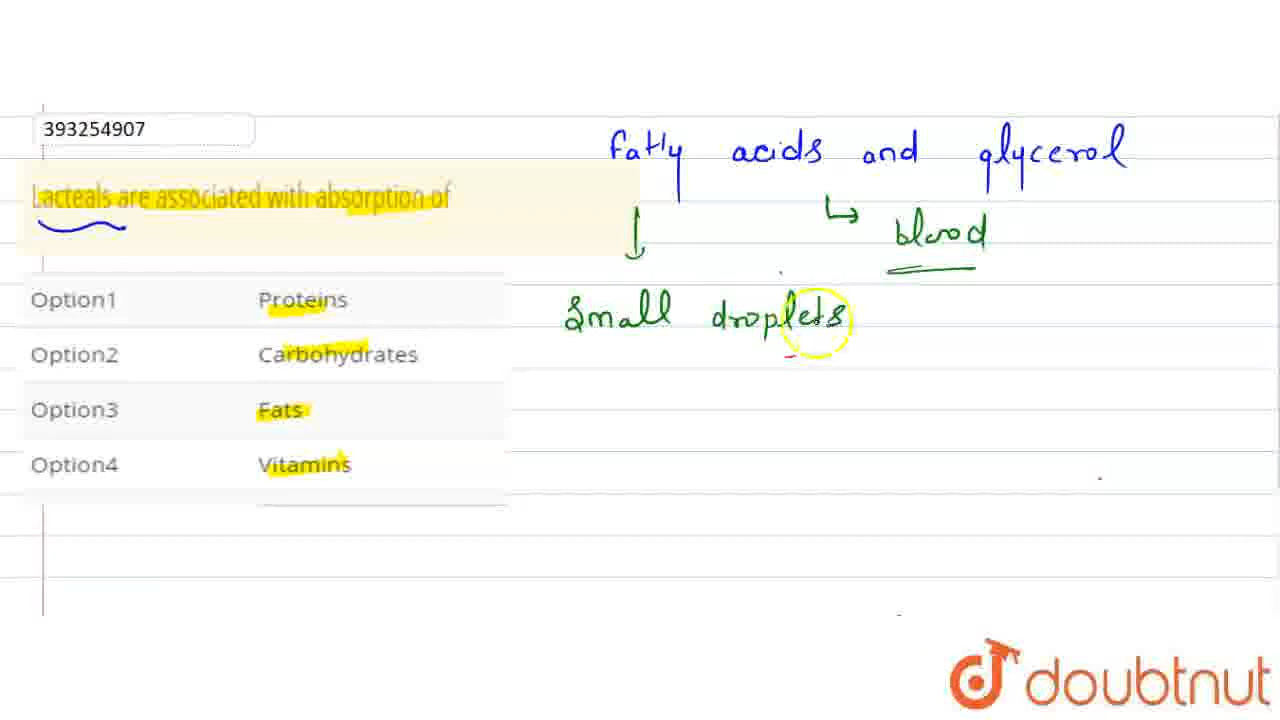 393254907
Lacteals are associated with absorption of
Option1 Proteins
Option2 Carbohydrates
Option3 Fats
Option4 Vitamins
fatty acids and glycerol
blood
Small droplets
doubtnut